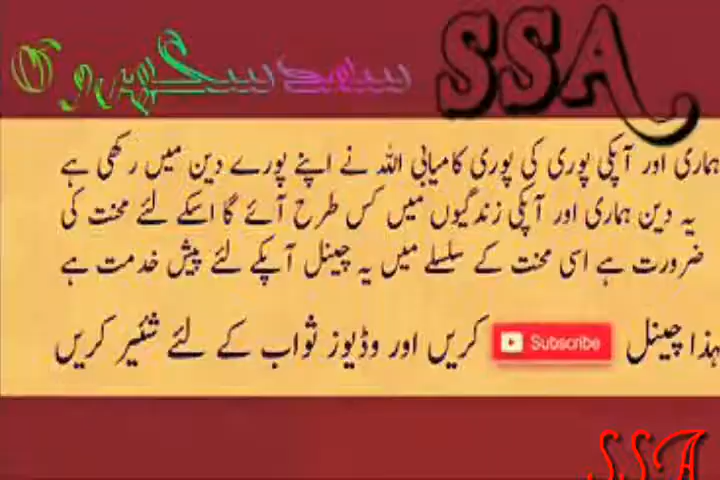 SSA
ہماری اور آپکی پوری کی پوری کامیابی اللہ نے اپنے پورے دین میں رکھی ہے
یہ دین ہماری اور آپکی زندگیوں میں کس طرح آئے گا اسکے لئے محنت کی
ضرورت ہے اسی محنت کے سلسلے میں یہ چینل آپکے لئے پیش خدمت ہے
لہذا چینل Subscribe کریں اور وڈیوز ثواب کے لئے شئیر کریں
SSA